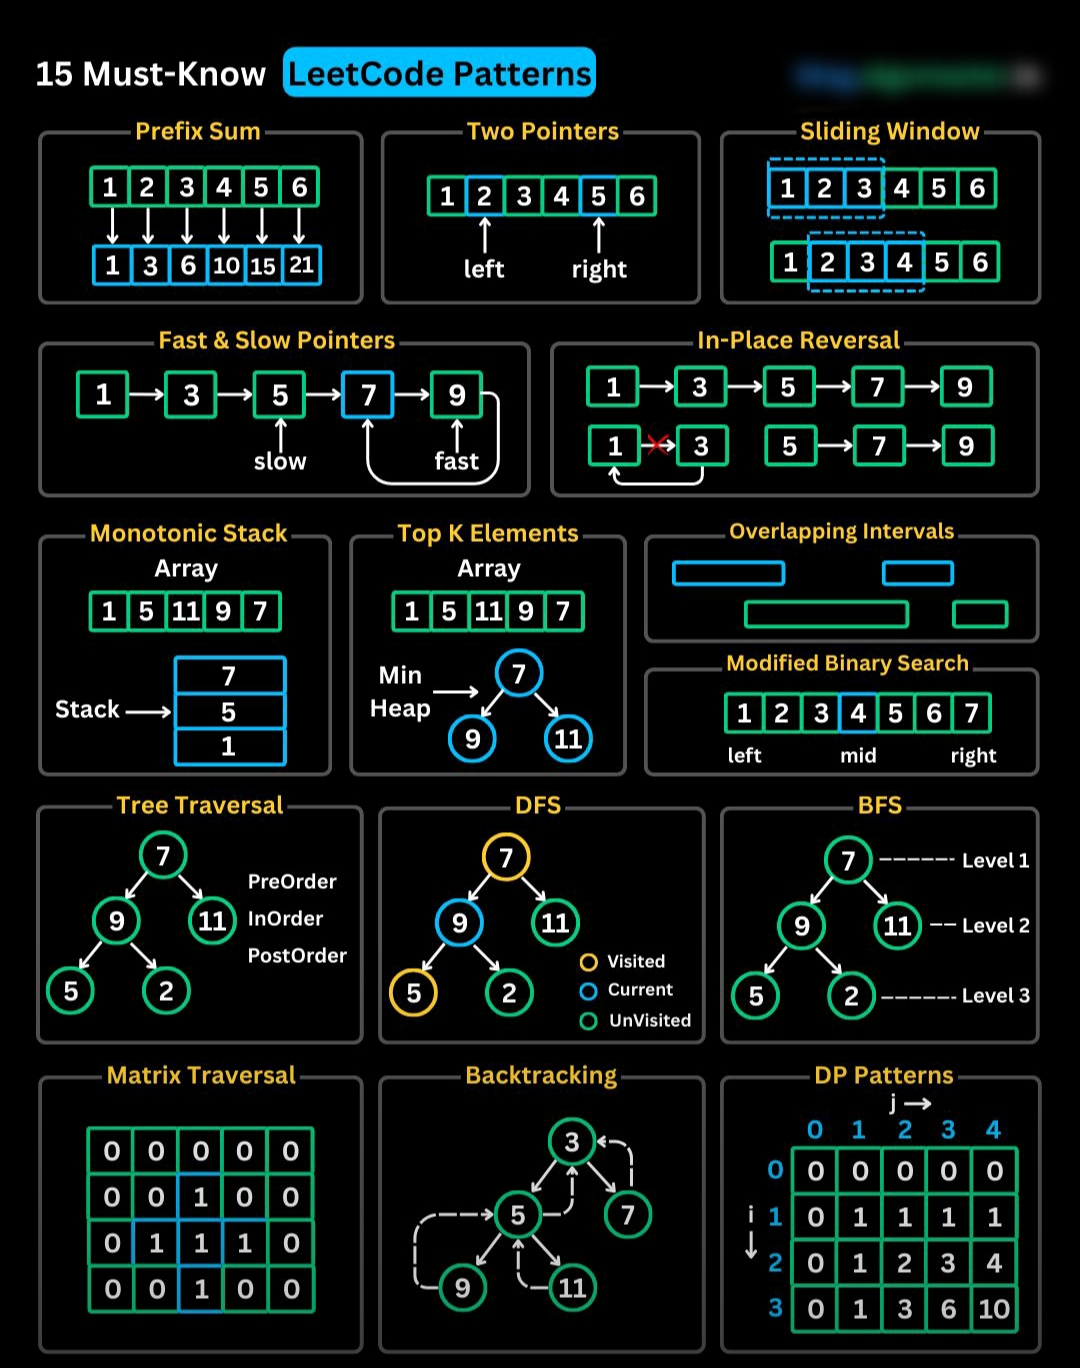 15 Must-Know LeetCode Patterns
Prefix Sum
1 2 3 4 5 6
1 3 6 10 15 21
Two Pointers
1 2 3 4 5 6
left right
Sliding Window
1 2 3 4 5 6
1 2 3 4 5 6
Fast & Slow Pointers
1 3 5 7 9
slow fast
In-Place Reversal
1 3 5 7 9
1 3 5 7 9
Monotonic Stack
Array
1 5 11 9 7
Stack
7
5
1
Top K Elements
Array
1 5 11 9 7
Min
Heap
7
9 11
Overlapping Intervals
Modified Binary Search
1 2 3 4 5 6 7
left mid right
Tree Traversal
7
9 11
5 2
PreOrder
InOrder
PostOrder
DFS
7
9 11
5 2
Visited
Current
UnVisited
BFS
7 Level 1
9 11 Level 2
5 2 Level 3
Matrix Traversal
0 0 0 0 0
0 0 1 0 0
0 1 1 1 0
0 0 1 0 0
Backtracking
3
5 7
9 11
DP Patterns
j
0 1 2 3 4
0 0 0 0 0 0
i 1 0 1 1 1 1
2 0 1 2 3 4
3 0 1 3 6 10